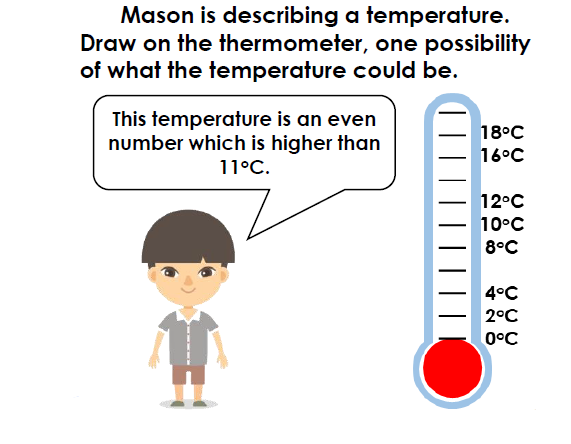 Mason is describing a temperature.
Draw on the thermometer, one possibility
of what the temperature could be.
This temperature is an even
number which is higher than
11°C.
18°C
16°C
12°C
10°C
8°C
4°C
2°C
0°C